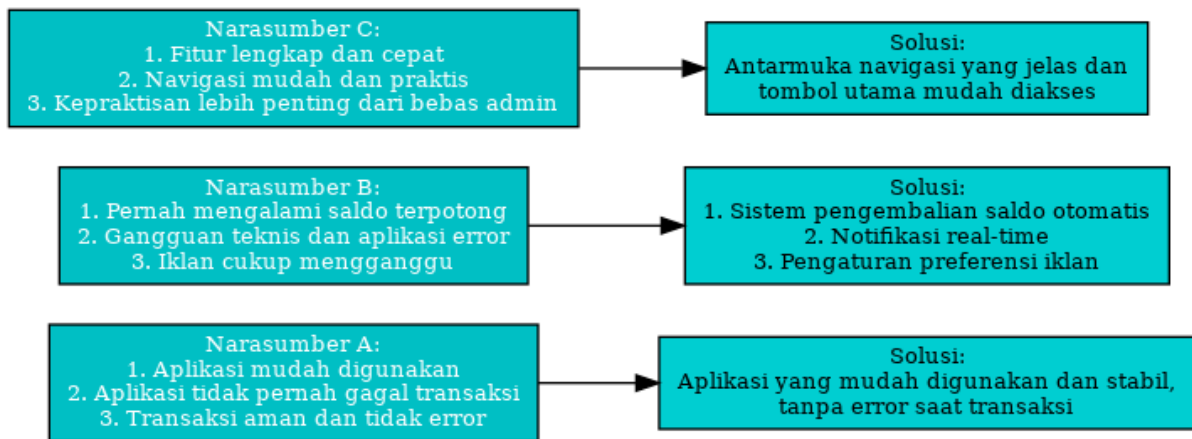 Narasumber C:
1. Fitur lengkap dan cepat
2. Navigasi mudah dan praktis
3. Kepraktisan lebih penting dari bebas admin
Solusi:
Antarmuka navigasi yang jelas dan
tombol utama mudah diakses
Narasumber B:
1. Pernah mengalami saldo terpotong
2. Gangguan teknis dan aplikasi error
3. Iklan cukup mengganggu
Solusi:
1. Sistem pengembalian saldo otomatis
2. Notifikasi real-time
3. Pengaturan preferensi iklan
Narasumber A:
1. Aplikasi mudah digunakan
2. Aplikasi tidak pernah gagal transaksi
3. Transaksi aman dan tidak error
Solusi:
Aplikasi yang mudah digunakan dan stabil,
tanpa error saat transaksi